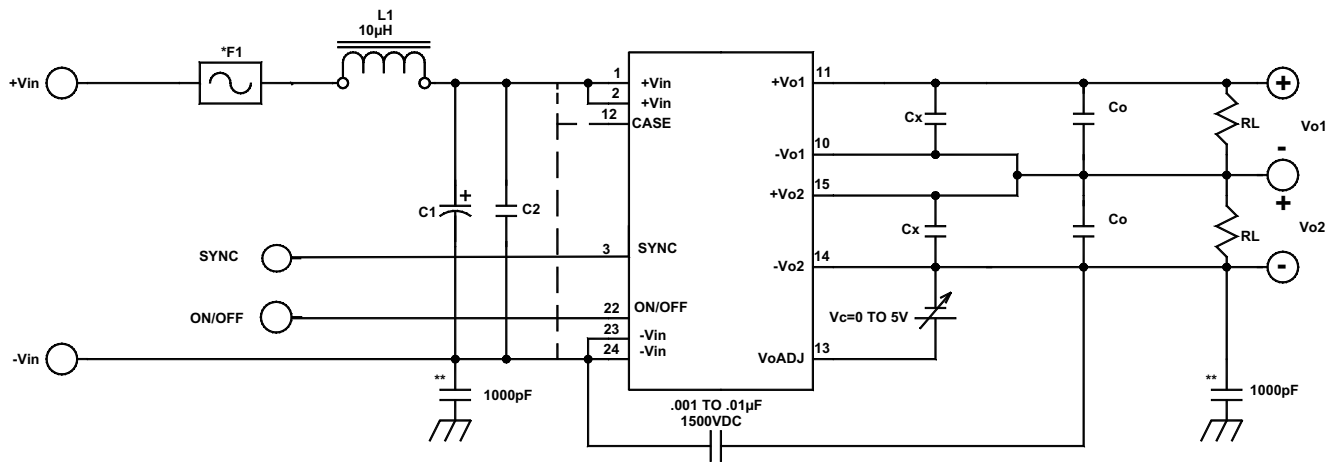 L1
10µH
*F1
+Vin
1
+Vin
2
+Vin
12
CASE
C1
+
C2
SYNC
3
SYNC
ON/OFF
22
ON/OFF
23
-Vin
24
-Vin
-Vin
**
1000pF
.001 TO .01µF
1500VDC
+Vo1
11
Cx
Co
RL
+
Vo1
-Vo1
10
-
+Vo2
15
+
Cx
Co
RL
Vo2
-Vo2
14
-
Vc=0 TO 5V
VoADJ
13
**
1000pF